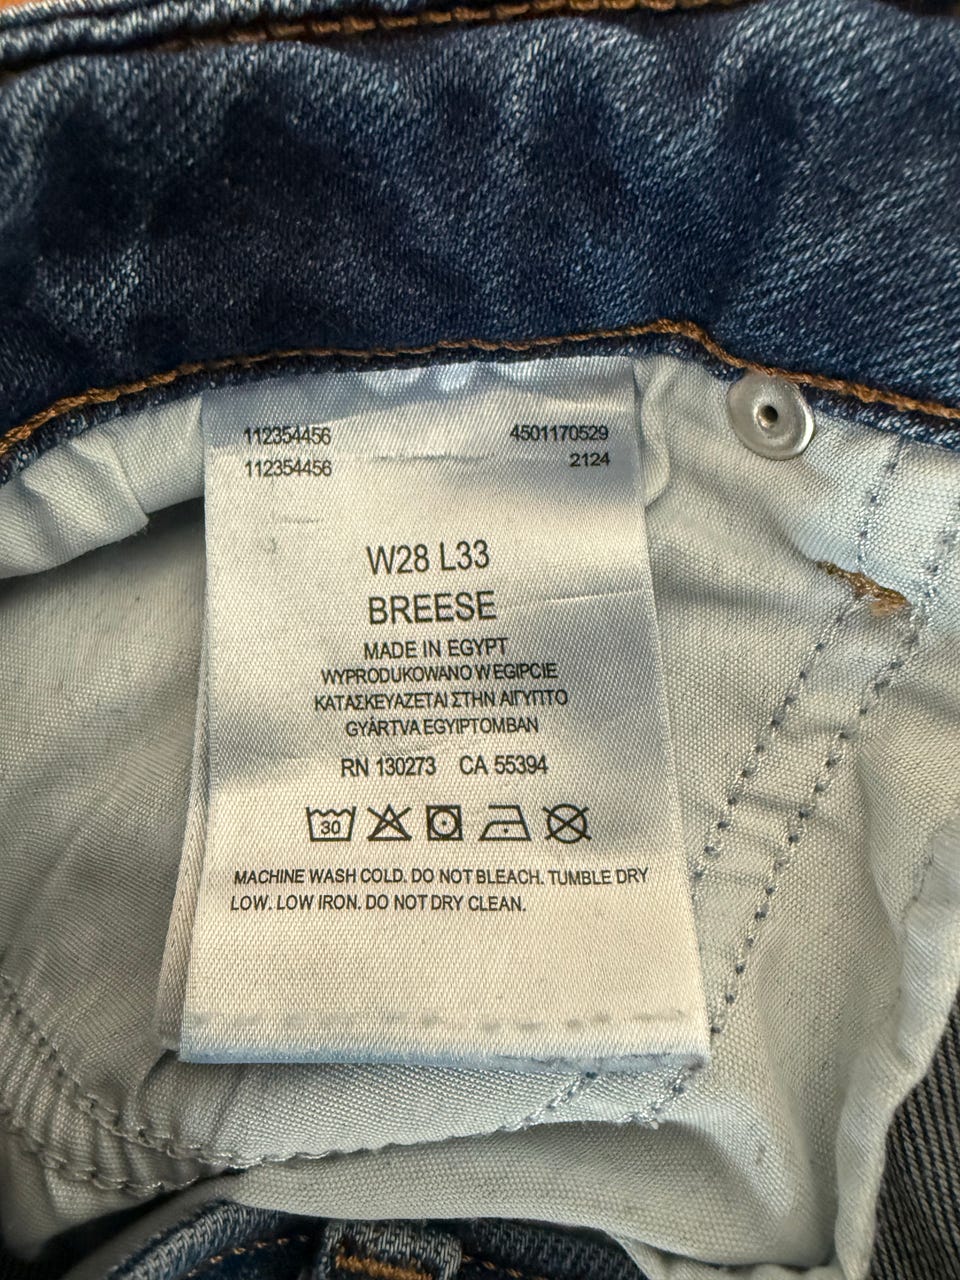 112354456 4501170529
112354456 2124
W28 L33
BREESE
MADE IN EGYPT
WYPRODUKOWANO W EGIPCIE
ΚΑΤΑΣΚΕΥΑΖΕΤΑΙ ΣΤΗΝ ΑΙΓΥΠΤΟ
GYÁRTVA EGYIPTOMBAN
RN 130273 CA 55394
30
MACHINE WASH COLD. DO NOT BLEACH. TUMBLE DRY
LOW. LOW IRON. DO NOT DRY CLEAN.